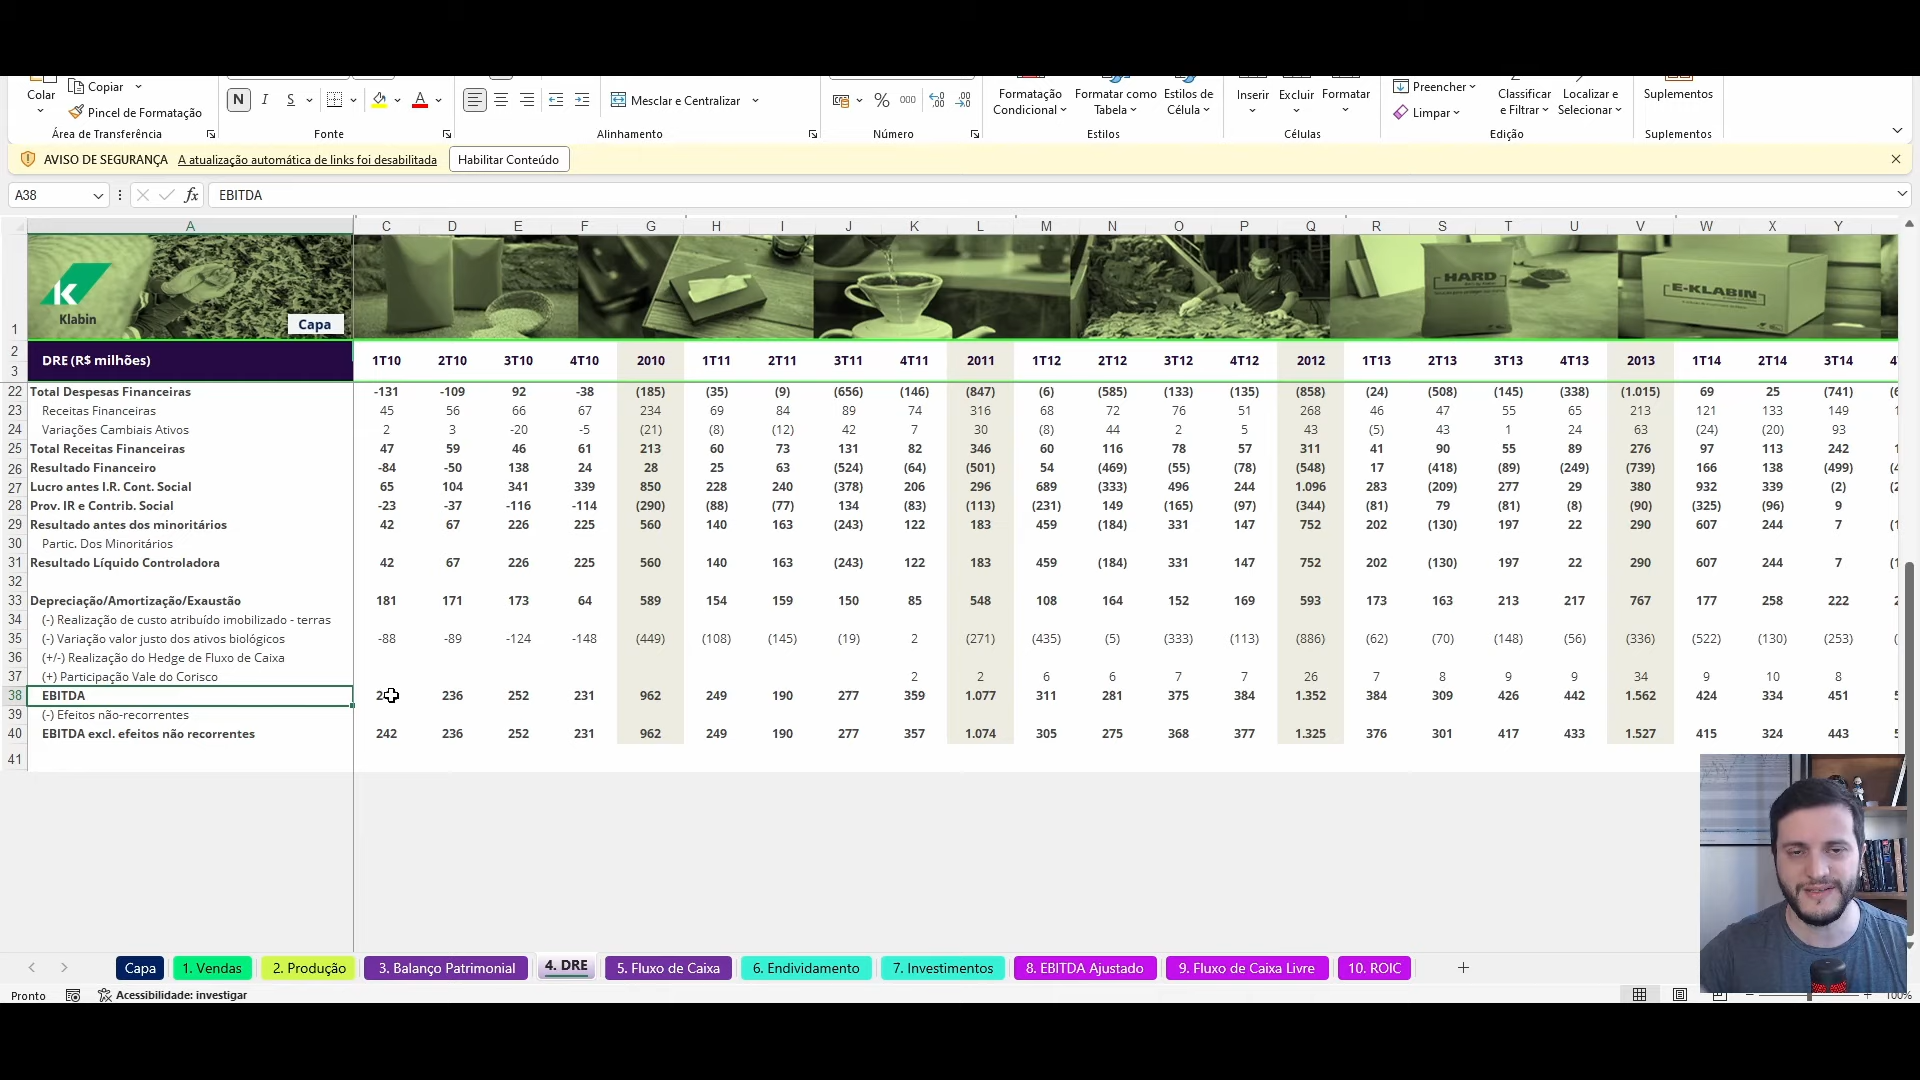 Colar
Copiar
Pincel de Formatação
Área de Transferência
N I S A
Fonte
Mesclar e Centralizar
Alinhamento
% 000
Número
Formatação Condicional
Formatar como Tabela
Estilos de Célula
Estilos
Inserir
Excluir
Formatar
Células
Preencher
Limpar
Classificar e Filtrar
Localizar e Selecionar
Edição
Suplementos
Suplementos
AVISO DE SEGURANÇA A atualização automática de links foi desabilitada Habilitar Conteúdo
A38 fx EBITDA
A C D E F G H I J K L M N O P Q R S T U V W X Y
1 Klabin Capa HARD E-KLABIN
2 3 DRE (R$ milhões) 1T10 2T10 3T10 4T10 2010 1T11 2T11 3T11 4T11 2011 1T12 2T12 3T12 4T12 2012 1T13 2T13 3T13 4T13 2013 1T14 2T14 3T14
22 Total Despesas Financeiras -131 -109 92 -38 (185) (35) (9) (656) (146) (847) (6) (585) (133) (135) (858) (24) (508) (145) (338) (1.015) 69 25 (741)
23 Receitas Financeiras 45 56 66 67 234 69 84 89 74 316 68 72 76 51 268 46 47 55 65 213 121 133 149
24 Variações Cambiais Ativos 2 3 -20 -5 (21) (8) (12) 42 7 30 (8) 44 2 5 43 (5) 43 1 24 63 (24) (20) 93
25 Total Receitas Financeiras 47 59 46 61 213 60 73 131 82 346 60 116 78 57 311 41 90 55 89 276 97 113 242
26 Resultado Financeiro -84 -50 138 24 28 25 63 (524) (64) (501) 54 (469) (55) (78) (548) 17 (418) (89) (249) (739) 166 138 (499)
27 Lucro antes I.R. Cont. Social 65 104 341 339 850 228 240 (378) 206 296 689 (333) 496 244 1.096 283 (209) 277 29 380 932 339 (2)
28 Prov. IR e Contrib. Social -23 -37 -116 -114 (290) (88) (77) 134 (83) (113) (231) 149 (165) (97) (344) (81) 79 (81) (8) (90) (325) (96) 9
29 Resultado antes dos minoritários 42 67 226 225 560 140 163 (243) 122 183 459 (184) 331 147 752 202 (130) 197 22 290 607 244 7
30 Partic. Dos Minoritários
31 Resultado Líquido Controladora 42 67 226 225 560 140 163 (243) 122 183 459 (184) 331 147 752 202 (130) 197 22 290 607 244 7
32
33 Depreciação/Amortização/Exaustão 181 171 173 64 589 154 159 150 85 548 108 164 152 169 593 173 163 213 217 767 177 258 222
34 (-) Realização de custo atribuído imobilizado - terras
35 (-) Variação valor justo dos ativos biológicos -88 -89 -124 -148 (449) (108) (145) (19) 2 (271) (435) (5) (333) (113) (886) (62) (70) (148) (56) (336) (522) (130) (253)
36 (+/-) Realização do Hedge de Fluxo de Caixa
37 (+) Participação Vale do Corisco 2 2 6 6 7 7 26 7 8 9 9 34 9 10 8
38 EBITDA 236 252 231 962 249 190 277 359 1.077 311 281 375 384 1.352 384 309 426 442 1.562 424 334 451
39 (-) Efeitos não-recorrentes
40 EBITDA excl. efeitos não recorrentes 242 236 252 231 962 249 190 277 357 1.074 305 275 368 377 1.325 376 301 417 433 1.527 415 324 443
41
Capa 1. Vendas 2. Produção 3. Balanço Patrimonial 4. DRE 5. Fluxo de Caixa 6. Endividamento 7. Investimentos 8. EBITDA Ajustado 9. Fluxo de Caixa Livre 10. ROIC
Pronto Acessibilidade: investigar 100%